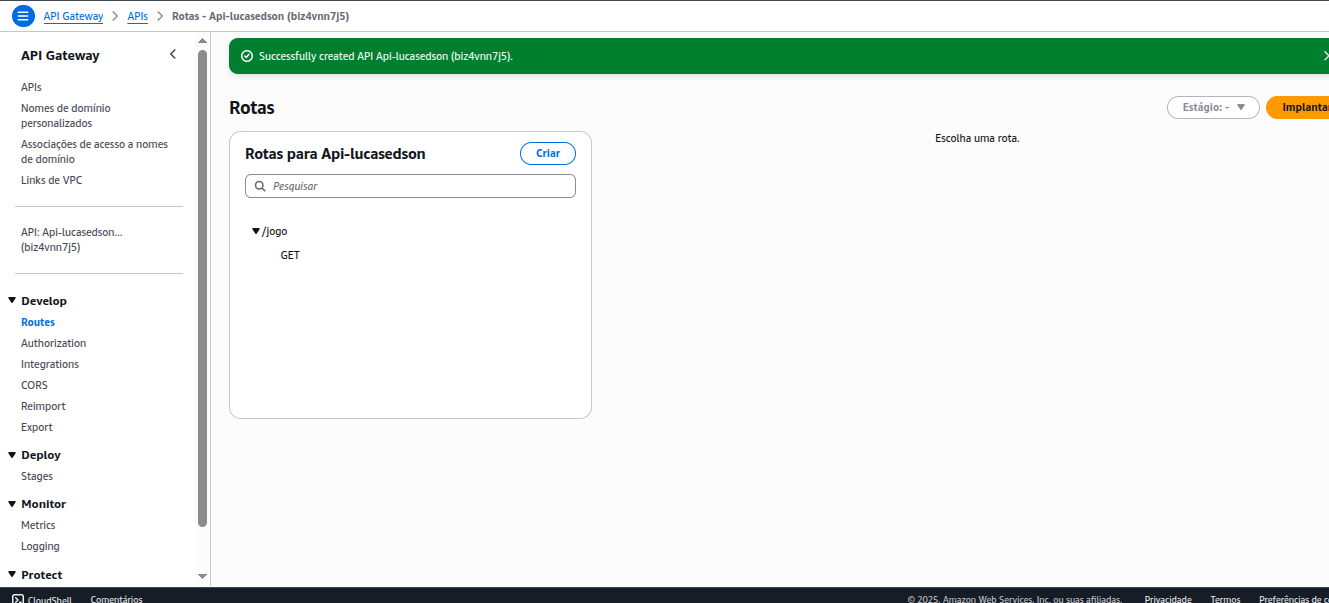 API Gateway > APIs > Rotas - Api-lucasedson (biz4vnn7j5)
API Gateway
APIs
Nomes de domínio
personalizados
Associações de acesso a nomes
de domínio
Links de VPC
API: Api-lucasedson...
(biz4vnn7j5)
Develop
Routes
Authorization
Integrations
CORS
Reimport
Export
Deploy
Stages
Monitor
Metrics
Logging
Protect
Successfully created API Api-lucasedson (biz4vnn7j5).
Rotas
Estágio: -
Implanta
Rotas para Api-lucasedson
Criar
Pesquisar
/jogo
GET
Escolha uma rota.
CloudShell Comentários © 2025, Amazon Web Services, Inc. ou suas afiliadas. Privacidade Termos Preferências de c